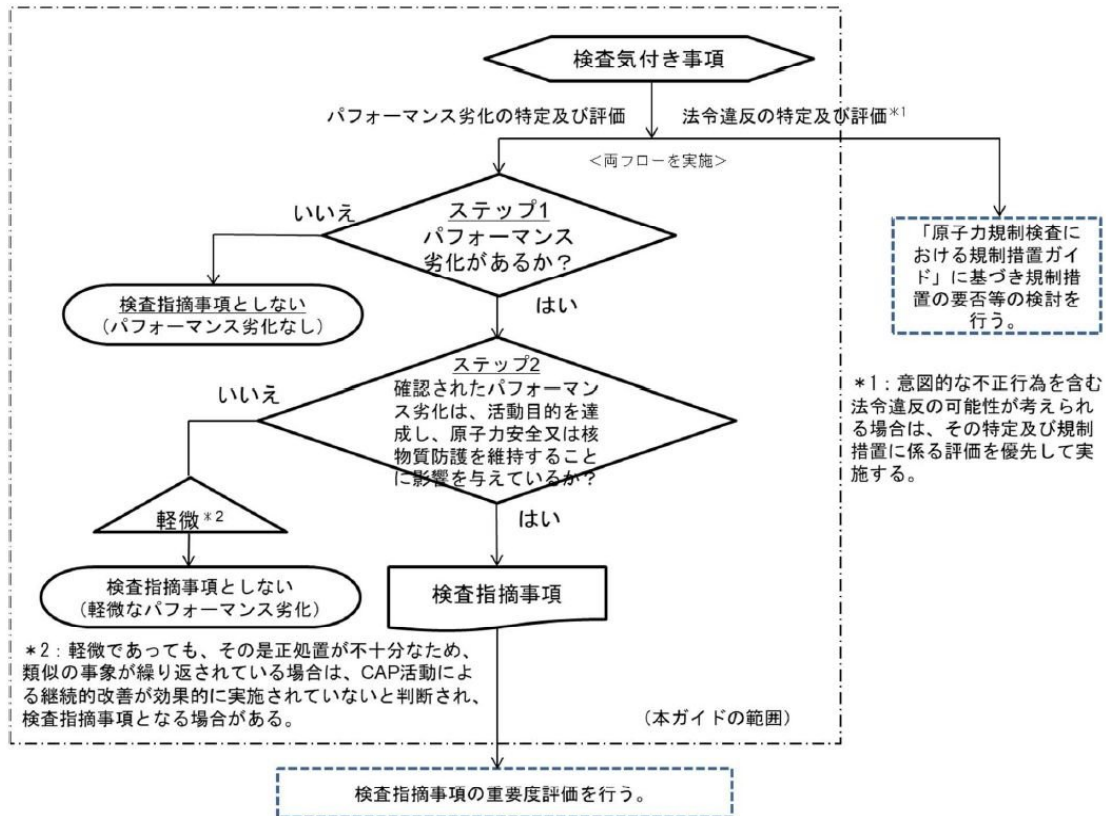 検査気付き事項
パフォーマンス劣化の特定及び評価
法令違反の特定及び評価*1
<両フローを実施>
いいえ
ステップ1
パフォーマンス
劣化があるか？
はい
検査指摘事項としない
（パフォーマンス劣化なし）
「原子力規制検査に
おける規制措置ガイ
ド」に基づき規制措
置の要否等の検討を
行う。
いいえ
ステップ2
確認されたパフォーマン
ス劣化は、活動目的を達
成し、原子力安全又は核
物質防護を維持すること
に影響を与えているか？
はい
＊1：意図的な不正行為を含む
法令違反の可能性が考えられ
る場合は、その特定及び規制
措置に係る評価を優先して実
施する。
軽微*2
検査指摘事項としない
（軽微なパフォーマンス劣化）
検査指摘事項
＊2：軽微であっても、その是正処置が不十分なため、
類似の事象が繰り返されている場合は、CAP活動によ
る継続的改善が効果的に実施されていないと判断され、
検査指摘事項となる場合がある。
（本ガイドの範囲）
検査指摘事項の重要度評価を行う。